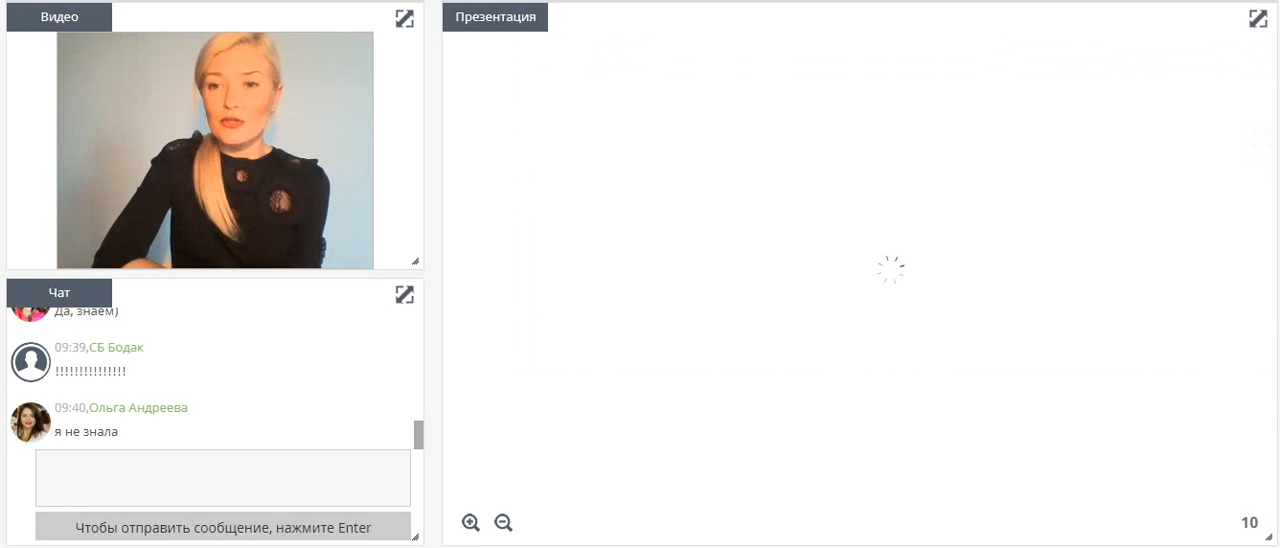 Видео
Презентация
Чат
Да, знаем)
09:39,СБ Бодак
!!!!!!!!!!!!!!!
09:40,Ольга Андреева
я не знала
Чтобы отправить сообщение, нажмите Enter
10